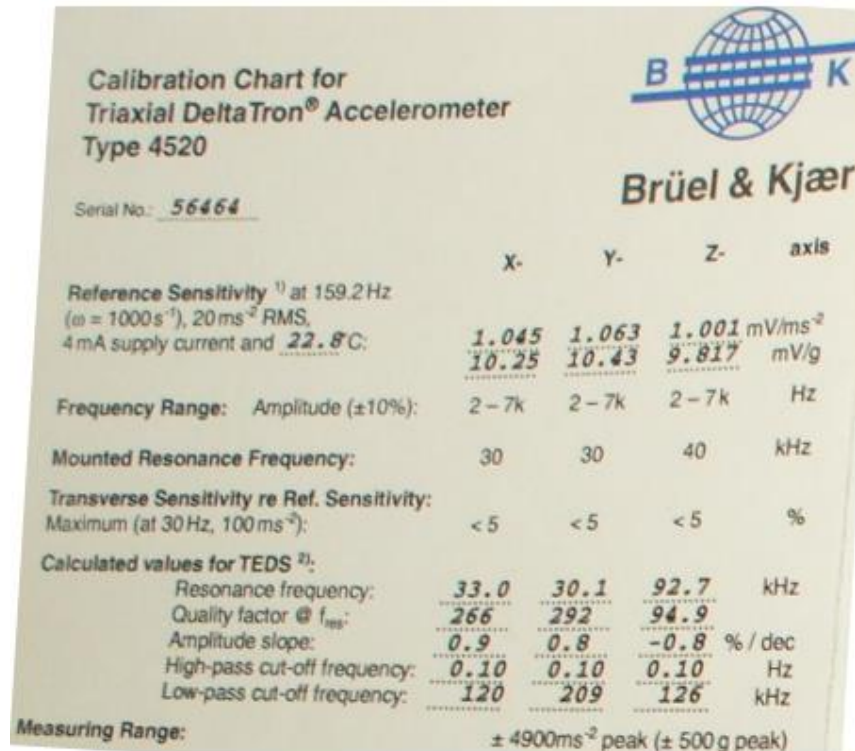 Calibration Chart for
Triaxial DeltaTron® Accelerometer
Type 4520
B K
Brüel & Kjær
Serial No.: 56464
X- Y- Z- axis
Reference Sensitivity ¹⁾ at 159.2 Hz
(ω = 1000 s⁻¹), 20 ms⁻² RMS,
4 mA supply current and 22.8°C: 1.045 1.063 1.001 mV/ms⁻²
10.25 10.43 9.817 mV/g
Frequency Range: Amplitude (±10%): 2 – 7k 2 – 7k 2 – 7k Hz
Mounted Resonance Frequency: 30 30 40 kHz
Transverse Sensitivity re Ref. Sensitivity:
Maximum (at 30 Hz, 100 ms⁻²): < 5 < 5 < 5 %
Calculated values for TEDS ²⁾:
Resonance frequency: 33.0 30.1 92.7 kHz
Quality factor @ fres: 266 292 94.9
Amplitude slope: 0.9 0.8 -0.8 % / dec
High-pass cut-off frequency: 0.10 0.10 0.10 Hz
Low-pass cut-off frequency: 120 209 126 kHz
Measuring Range: ± 4900ms⁻² peak (± 500 g peak)